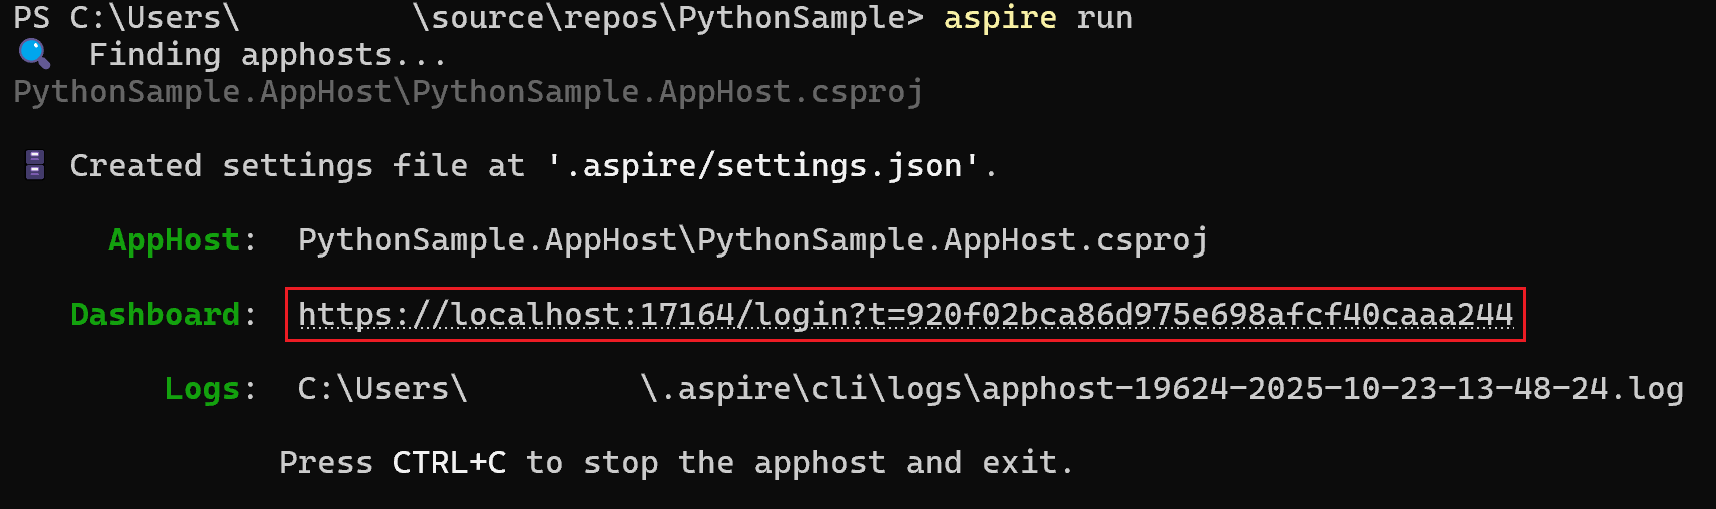 PS C:\Users\ \source\repos\PythonSample> aspire run
Finding apphosts...
PythonSample.AppHost\PythonSample.AppHost.csproj
Created settings file at '.aspire/settings.json'.
AppHost: PythonSample.AppHost\PythonSample.AppHost.csproj
Dashboard: https://localhost:17164/login?t=920f02bca86d975e698afcf40caaa244
Logs: C:\Users\ \.aspire\cli\logs\apphost-19624-2025-10-23-13-48-24.log
Press CTRL+C to stop the apphost and exit.